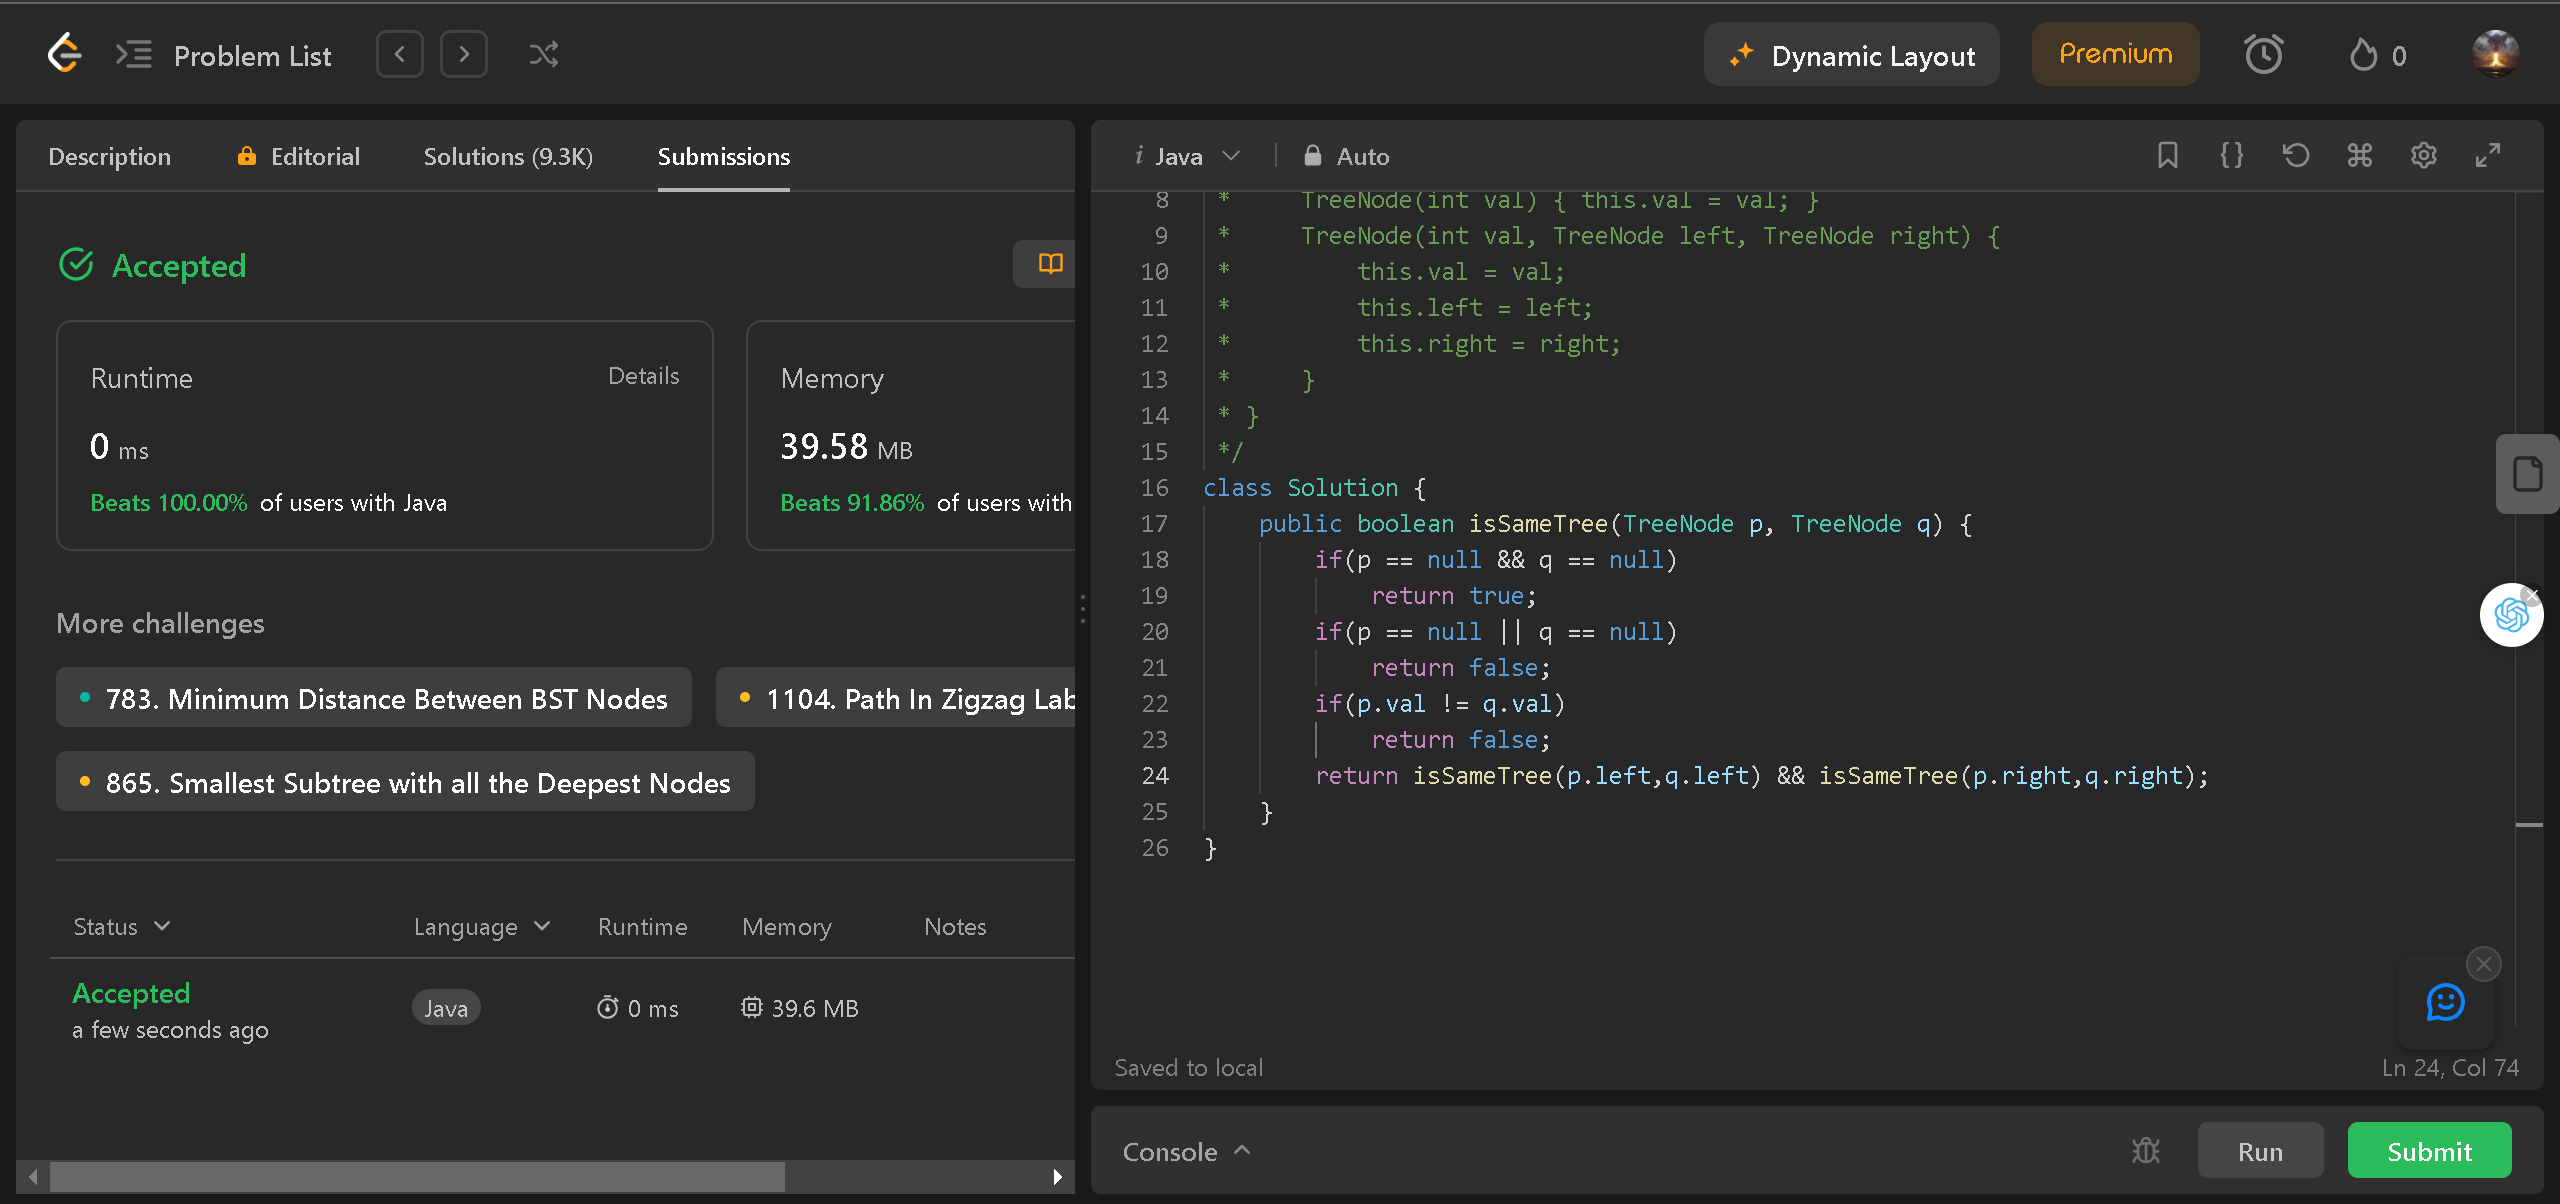 Problem List
Dynamic Layout
Premium
0
Description
Editorial
Solutions (9.3K)
Submissions
Accepted
Runtime
Details
0 ms
Beats 100.00% of users with Java
Memory
39.58 MB
Beats 91.86% of users with
More challenges
783. Minimum Distance Between BST Nodes
1104. Path In Zigzag Lab
865. Smallest Subtree with all the Deepest Nodes
Status Language Runtime Memory Notes
Accepted
a few seconds ago
Java
0 ms
39.6 MB
i Java
Auto
8 *     TreeNode(int val) { this.val = val; }
9 *     TreeNode(int val, TreeNode left, TreeNode right) {
10 *         this.val = val;
11 *         this.left = left;
12 *         this.right = right;
13 *     }
14 * }
15 */
16 class Solution {
17     public boolean isSameTree(TreeNode p, TreeNode q) {
18         if(p == null && q == null)
19             return true;
20         if(p == null || q == null)
21             return false;
22         if(p.val != q.val)
23             return false;
24         return isSameTree(p.left,q.left) && isSameTree(p.right,q.right);
25     }
26 }
Saved to local
Ln 24, Col 74
Console
Run
Submit